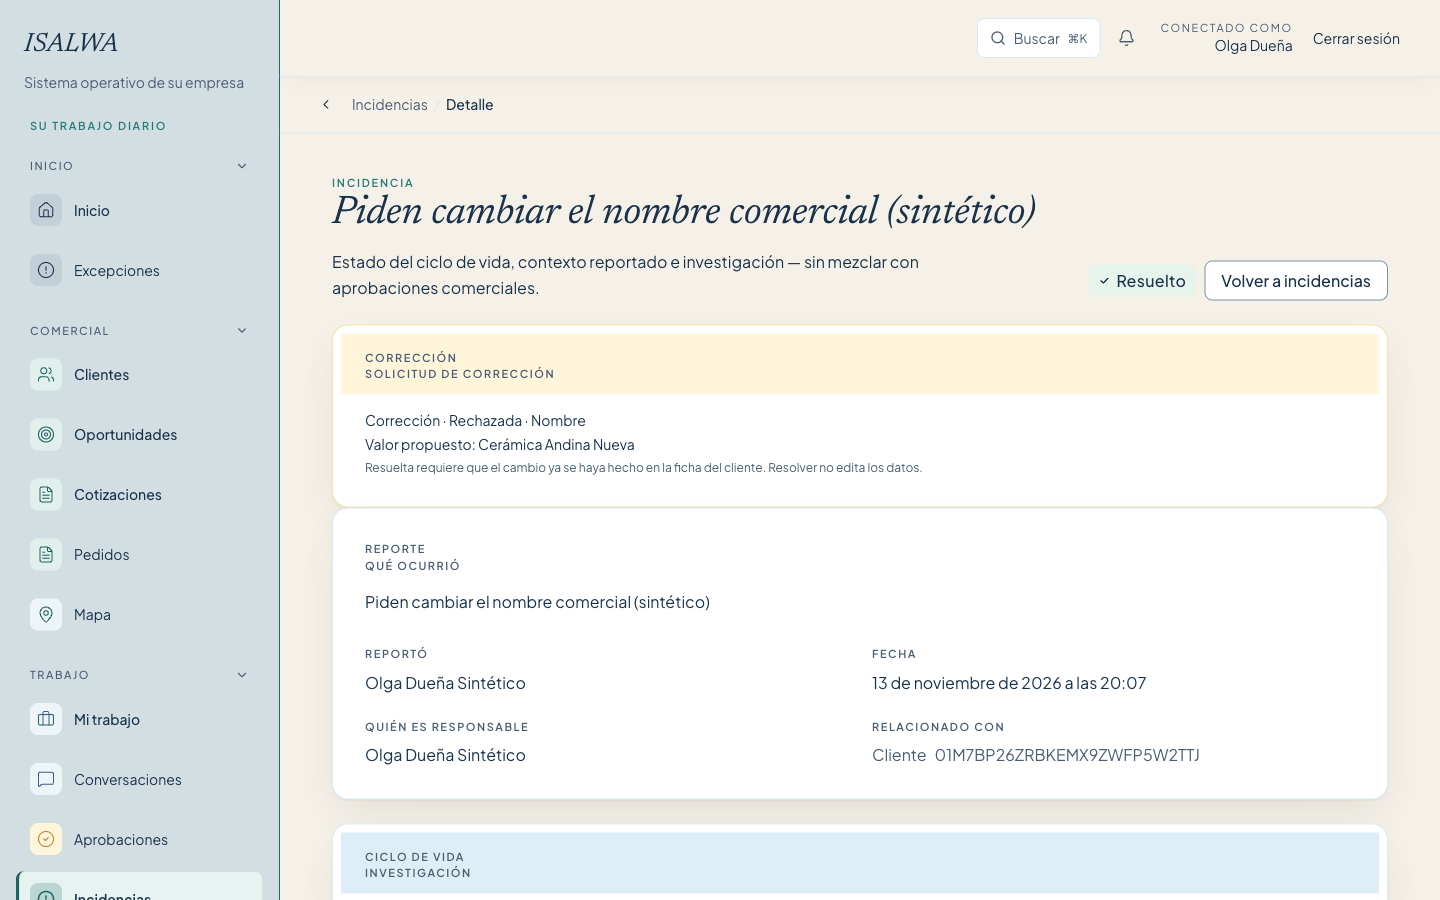 ISALWA
Sistema operativo de su empresa
SU TRABAJO DIARIO
INICIO
Inicio
Excepciones
COMERCIAL
Clientes
Oportunidades
Cotizaciones
Pedidos
Mapa
TRABAJO
Mi trabajo
Conversaciones
Aprobaciones
Incidencias
Buscar ⌘K
CONECTADO COMO
Olga Dueña
Cerrar sesión
Incidencias / Detalle
INCIDENCIA
Piden cambiar el nombre comercial (sintético)
Estado del ciclo de vida, contexto reportado e investigación — sin mezclar con
aprobaciones comerciales.
Resuelto
Volver a incidencias
CORRECCIÓN
SOLICITUD DE CORRECCIÓN
Corrección · Rechazada · Nombre
Valor propuesto: Cerámica Andina Nueva
Resuelta requiere que el cambio ya se haya hecho en la ficha del cliente. Resolver no edita los datos.
REPORTE
QUÉ OCURRIÓ
Piden cambiar el nombre comercial (sintético)
REPORTÓ
Olga Dueña Sintético
FECHA
13 de noviembre de 2026 a las 20:07
QUIÉN ES RESPONSABLE
Olga Dueña Sintético
RELACIONADO CON
Cliente 01M7BP26ZRBKEMX9ZWFP5W2TTJ
CICLO DE VIDA
INVESTIGACIÓN